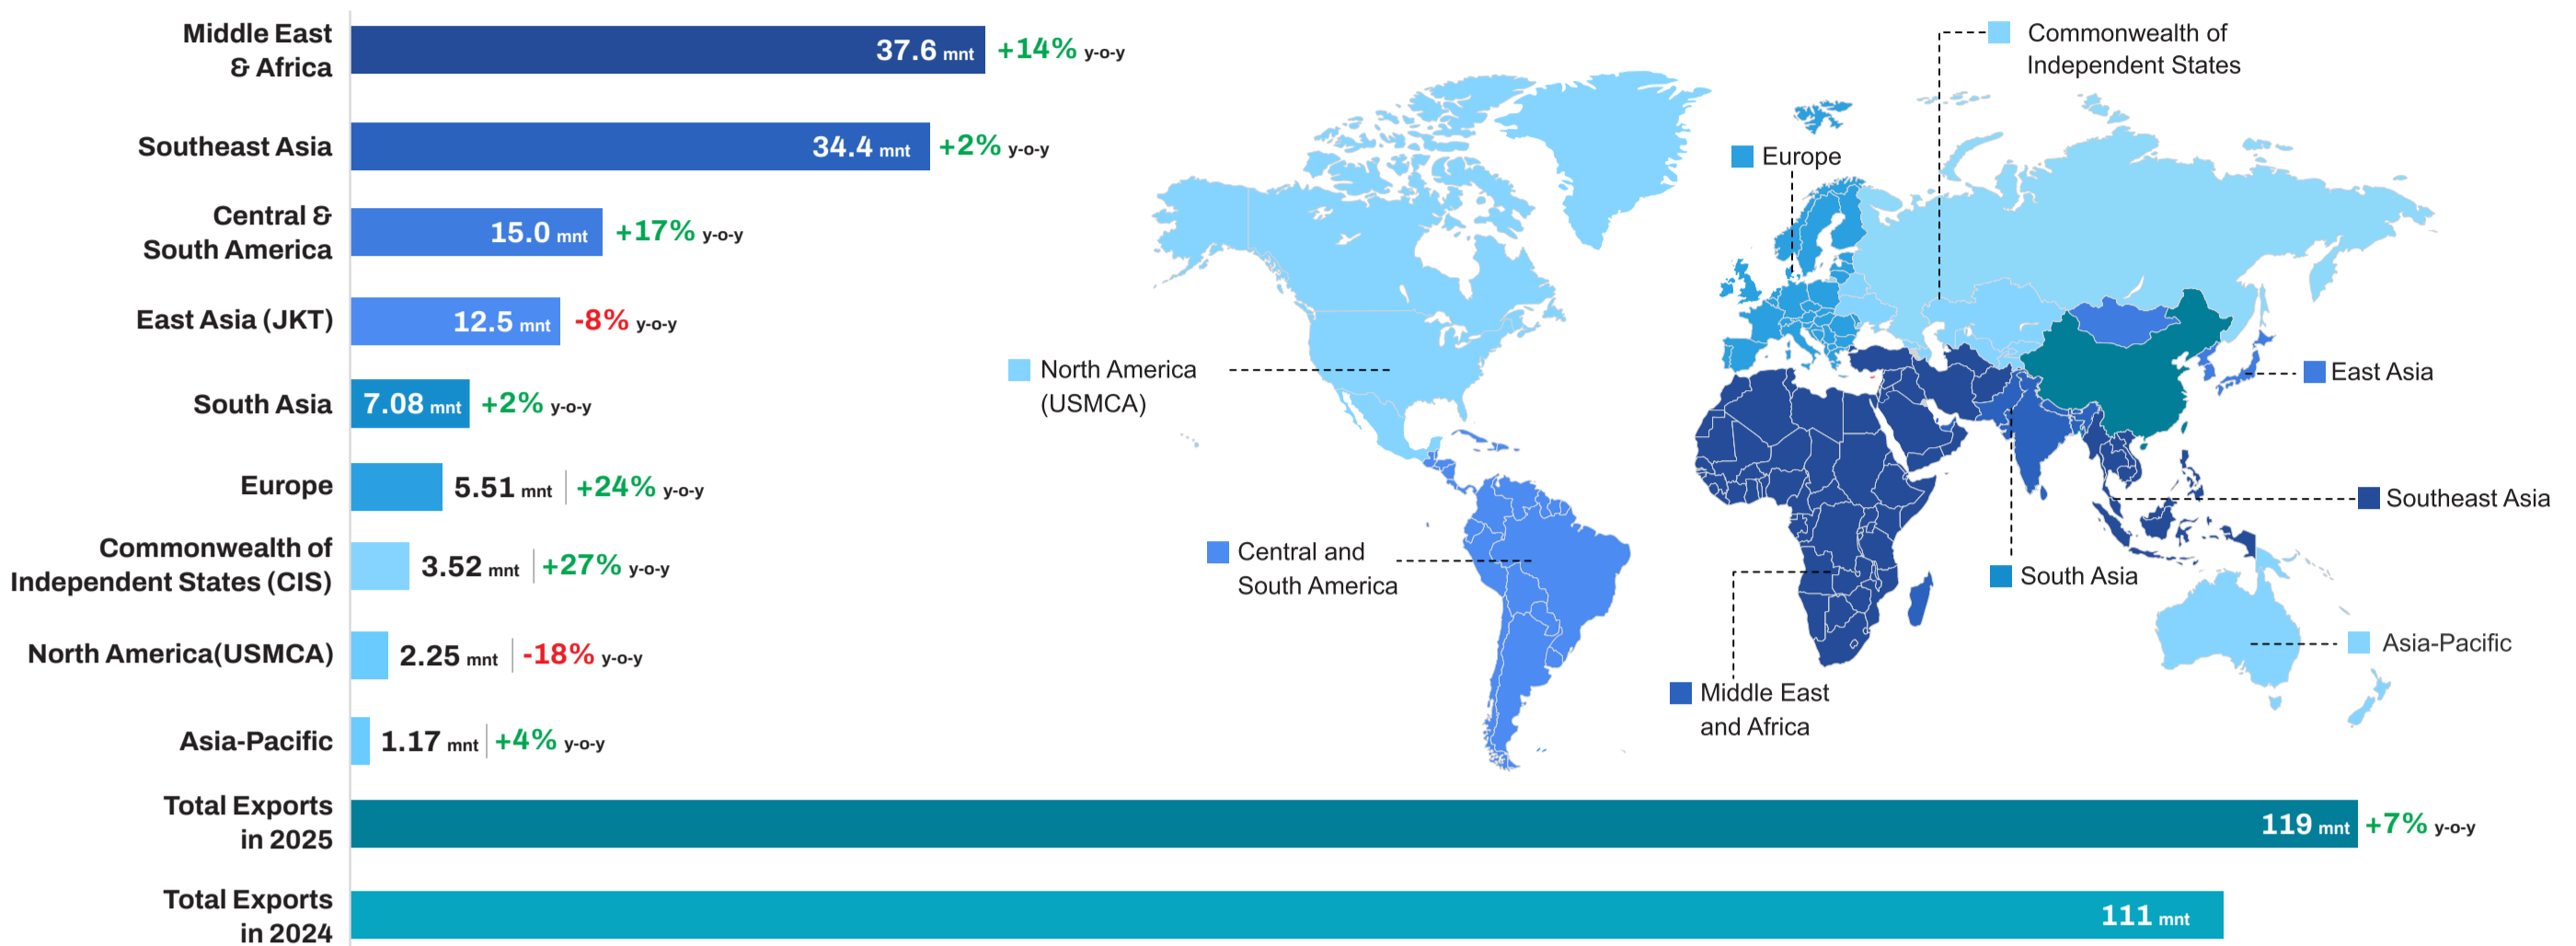 Middle East
& Africa
37.6 mnt +14% y-o-y
Southeast Asia
34.4 mnt +2% y-o-y
Central &
South America
15.0 mnt +17% y-o-y
East Asia (JKT)
12.5 mnt -8% y-o-y
South Asia
7.08 mnt +2% y-o-y
Europe
5.51 mnt +24% y-o-y
Commonwealth of
Independent States (CIS)
3.52 mnt +27% y-o-y
North America(USMCA)
2.25 mnt -18% y-o-y
Asia-Pacific
1.17 mnt +4% y-o-y
Total Exports
in 2025
119 mnt +7% y-o-y
Total Exports
in 2024
111 mnt
Commonwealth of
Independent States
Europe
North America
(USMCA)
East Asia
Southeast Asia
Central and
South America
South Asia
Asia-Pacific
Middle East
and Africa